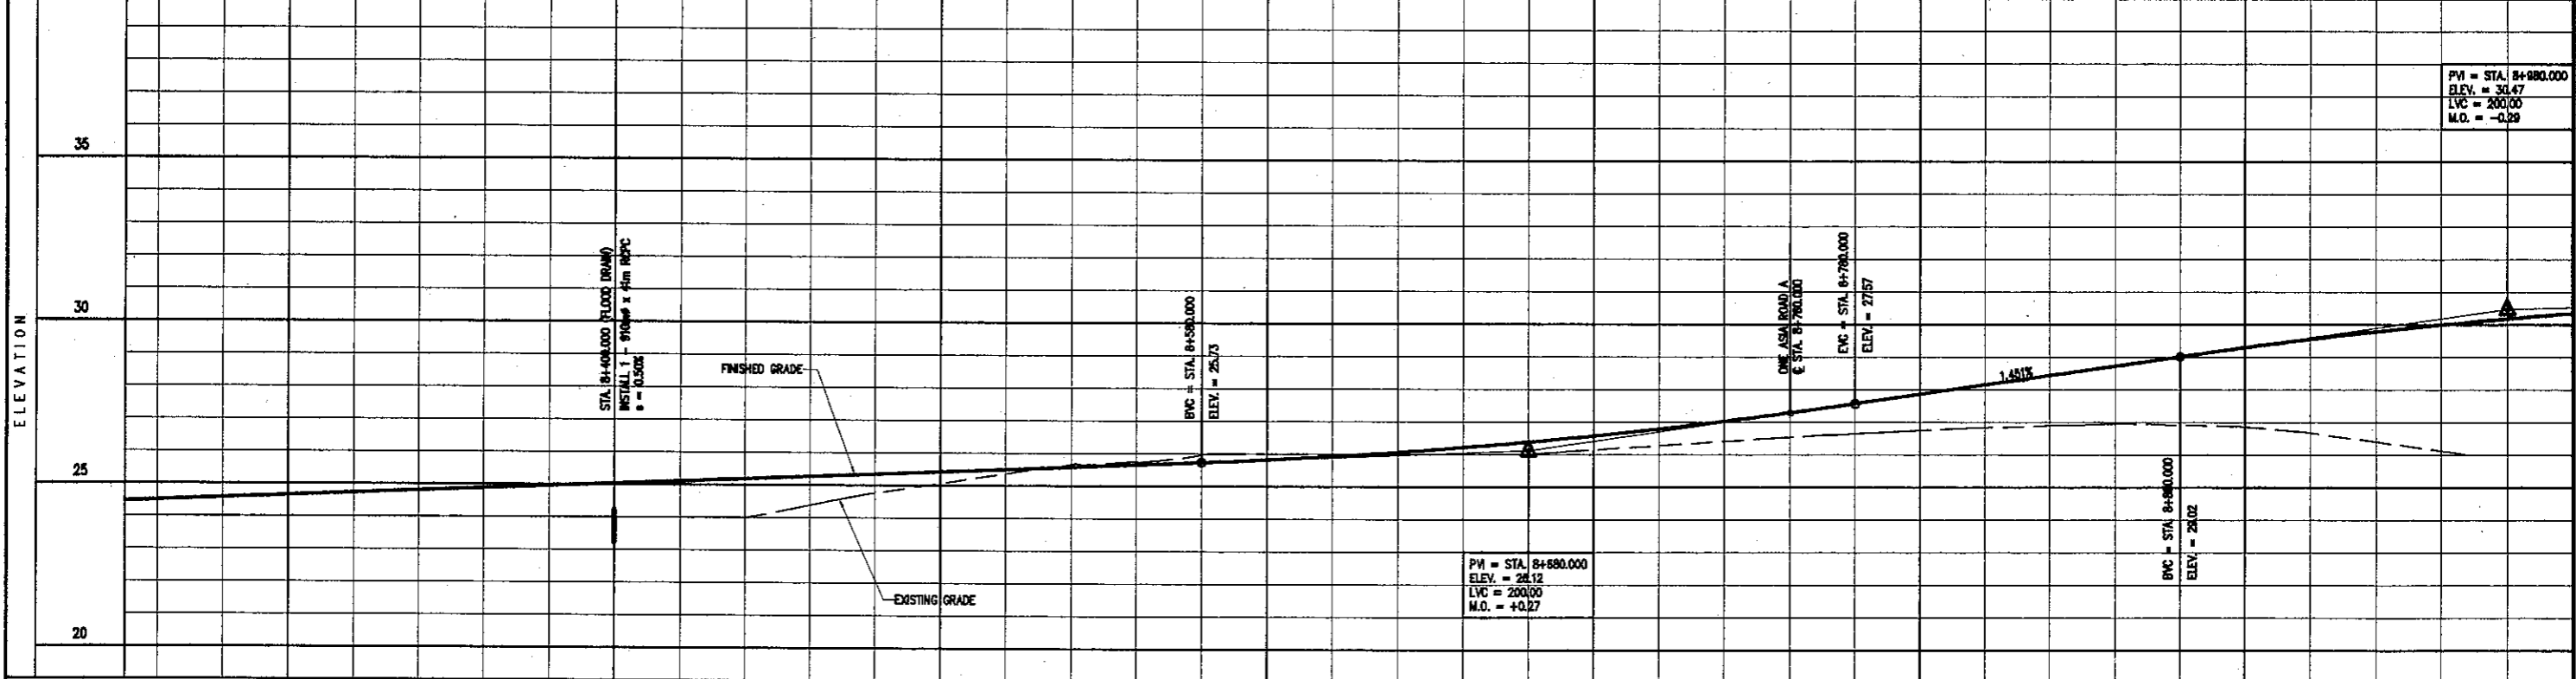 ELEVATION
35
30
25
20
STA. 8+400.000 (FLOOD DRAIN)
INSTALL 1 - 910mmø x 41m RCPC
s = 0.50%
FINISHED GRADE
EXISTING GRADE
BVC = STA. 8+580.000
ELEV. = 25.73
PVI = STA. 8+680.000
ELEV. = 26.12
LVC = 200.00
M.O. = +0.27
ONE ASIA ROAD A
℄ STA. 8+760.000
EVC = STA. 8+780.000
ELEV. = 27.57
1.451%
BVC = STA. 8+880.000
ELEV. = 29.02
PVI = STA. 8+980.000
ELEV. = 30.47
LVC = 200.00
M.O. = -0.29